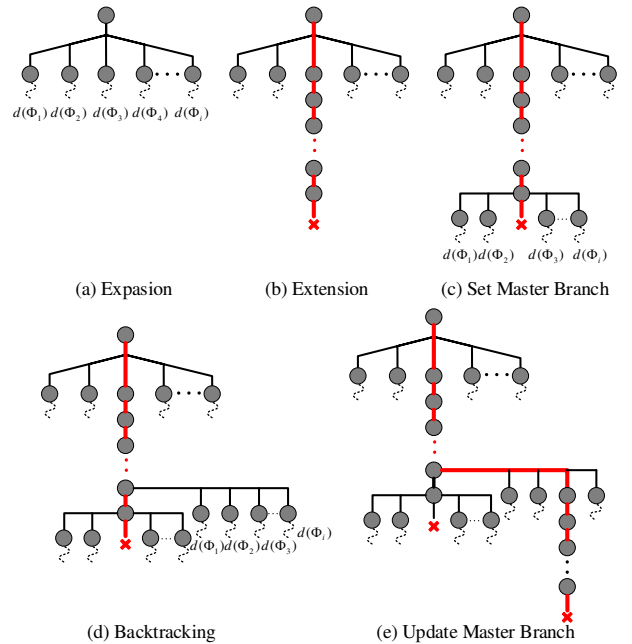 d(Φ₁) d(Φ₂) d(Φ₃) d(Φ₄) d(Φᵢ)
d(Φ₁) d(Φ₂) d(Φ₃) d(Φᵢ)
(a) Expasion (b) Extension (c) Set Master Branch
d(Φᵢ)
d(Φ₁) d(Φ₂) d(Φ₃)
(d) Backtracking (e) Update Master Branch